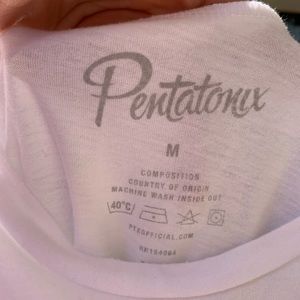 Pentatonix
M
COMPOSITION
COUNTRY OF ORIGIN
MACHINE WASH INSIDE OUT
40°C
PTXOFFICIAL.COM